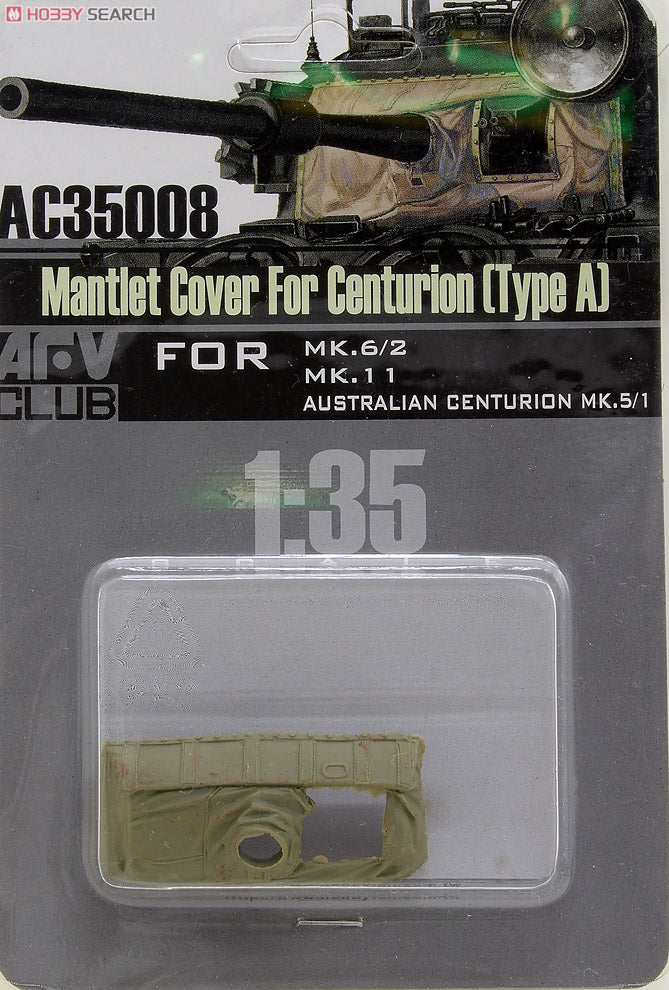 HOBBY SEARCH
AC35008
Mantlet Cover For Centurion (Type A)
AFV
CLUB
FOR
MK.6/2
MK.11
AUSTRALIAN CENTURION MK.5/1
1:35